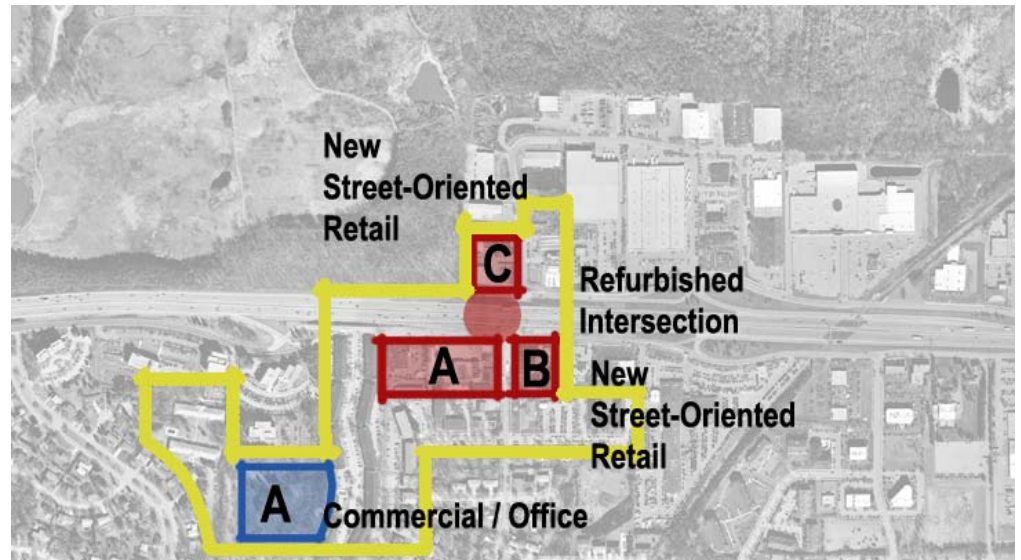 New
Street-Oriented
Retail
C
Refurbished
Intersection
A
B
New
Street-Oriented
Retail
A
Commercial / Office